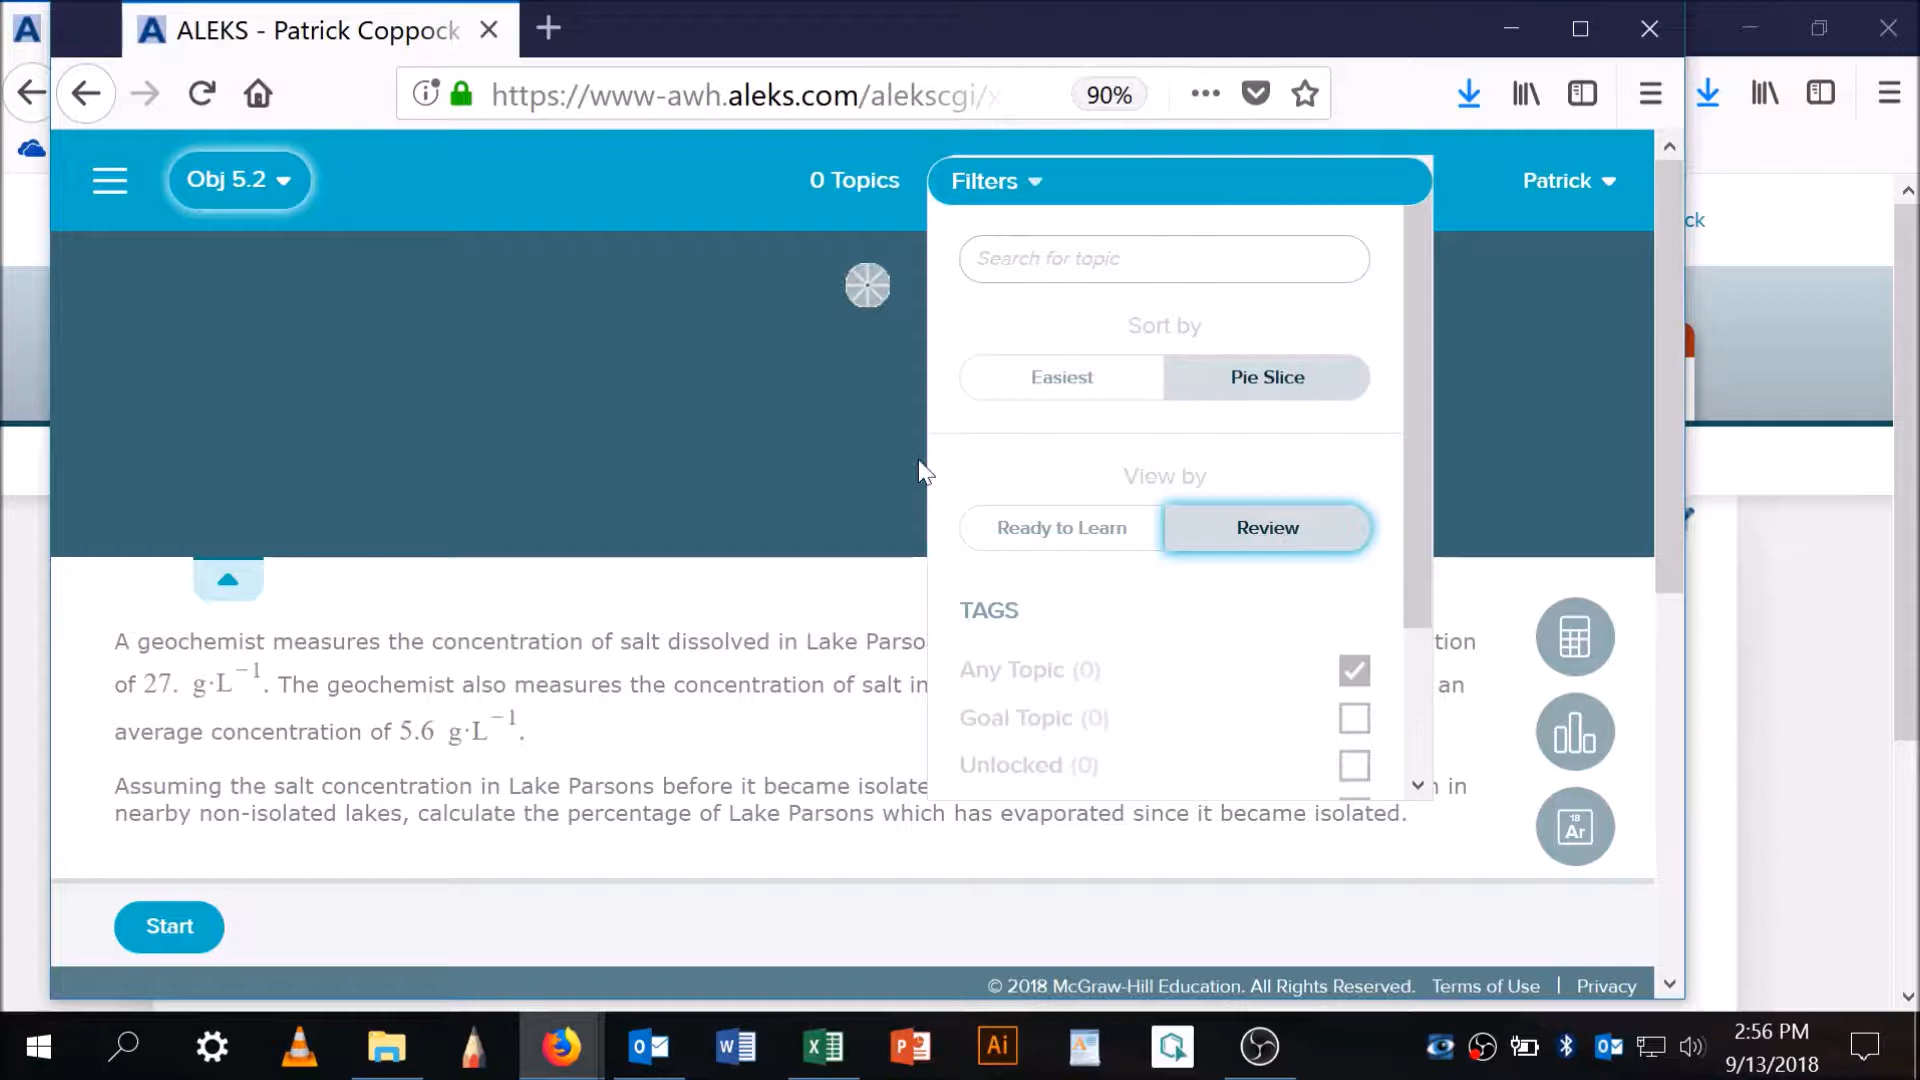 ALEKS - Patrick Coppock
https://www-awh.aleks.com/alekscgi/x
90%
Obj 5.2
0 Topics
Filters
Patrick
ck
Search for topic
Sort by
Easiest
Pie Slice
View by
Ready to Learn
Review
TAGS
Any Topic (0)
Goal Topic (0)
Unlocked (0)
A geochemist measures the concentration of salt dissolved in Lake Parso
tion
of 27. g·L⁻¹. The geochemist also measures the concentration of salt in
an
average concentration of 5.6 g·L⁻¹.
Assuming the salt concentration in Lake Parsons before it became isolate
n in
nearby non-isolated lakes, calculate the percentage of Lake Parsons which has evaporated since it became isolated.
18
Ar
Start
© 2018 McGraw-Hill Education. All Rights Reserved. Terms of Use | Privacy
Ai
2:56 PM
9/13/2018